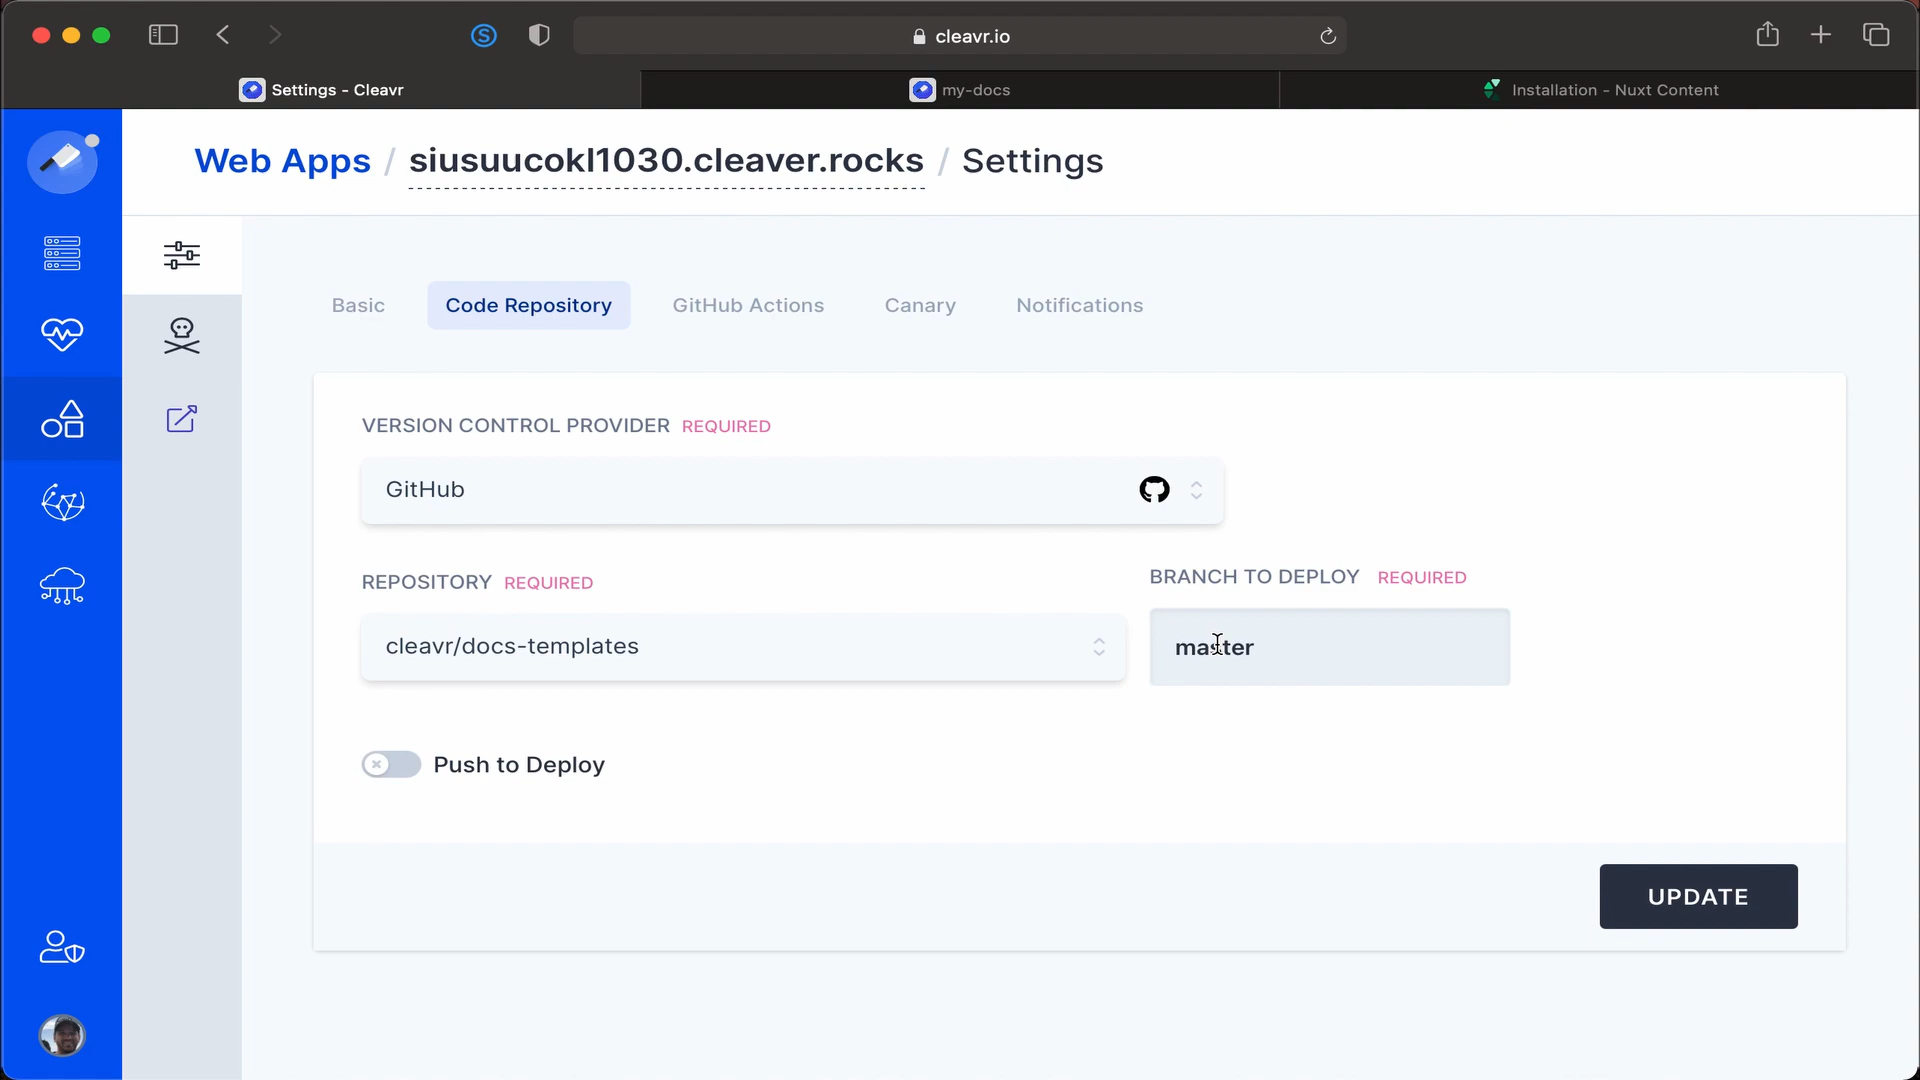 cleavr.io
Settings - Cleavr
my-docs
Installation - Nuxt Content
Web Apps / siusuucokl1030.cleaver.rocks / Settings
Basic
Code Repository
GitHub Actions
Canary
Notifications
VERSION CONTROL PROVIDER REQUIRED
GitHub
REPOSITORY REQUIRED
BRANCH TO DEPLOY REQUIRED
cleavr/docs-templates
master
Push to Deploy
UPDATE